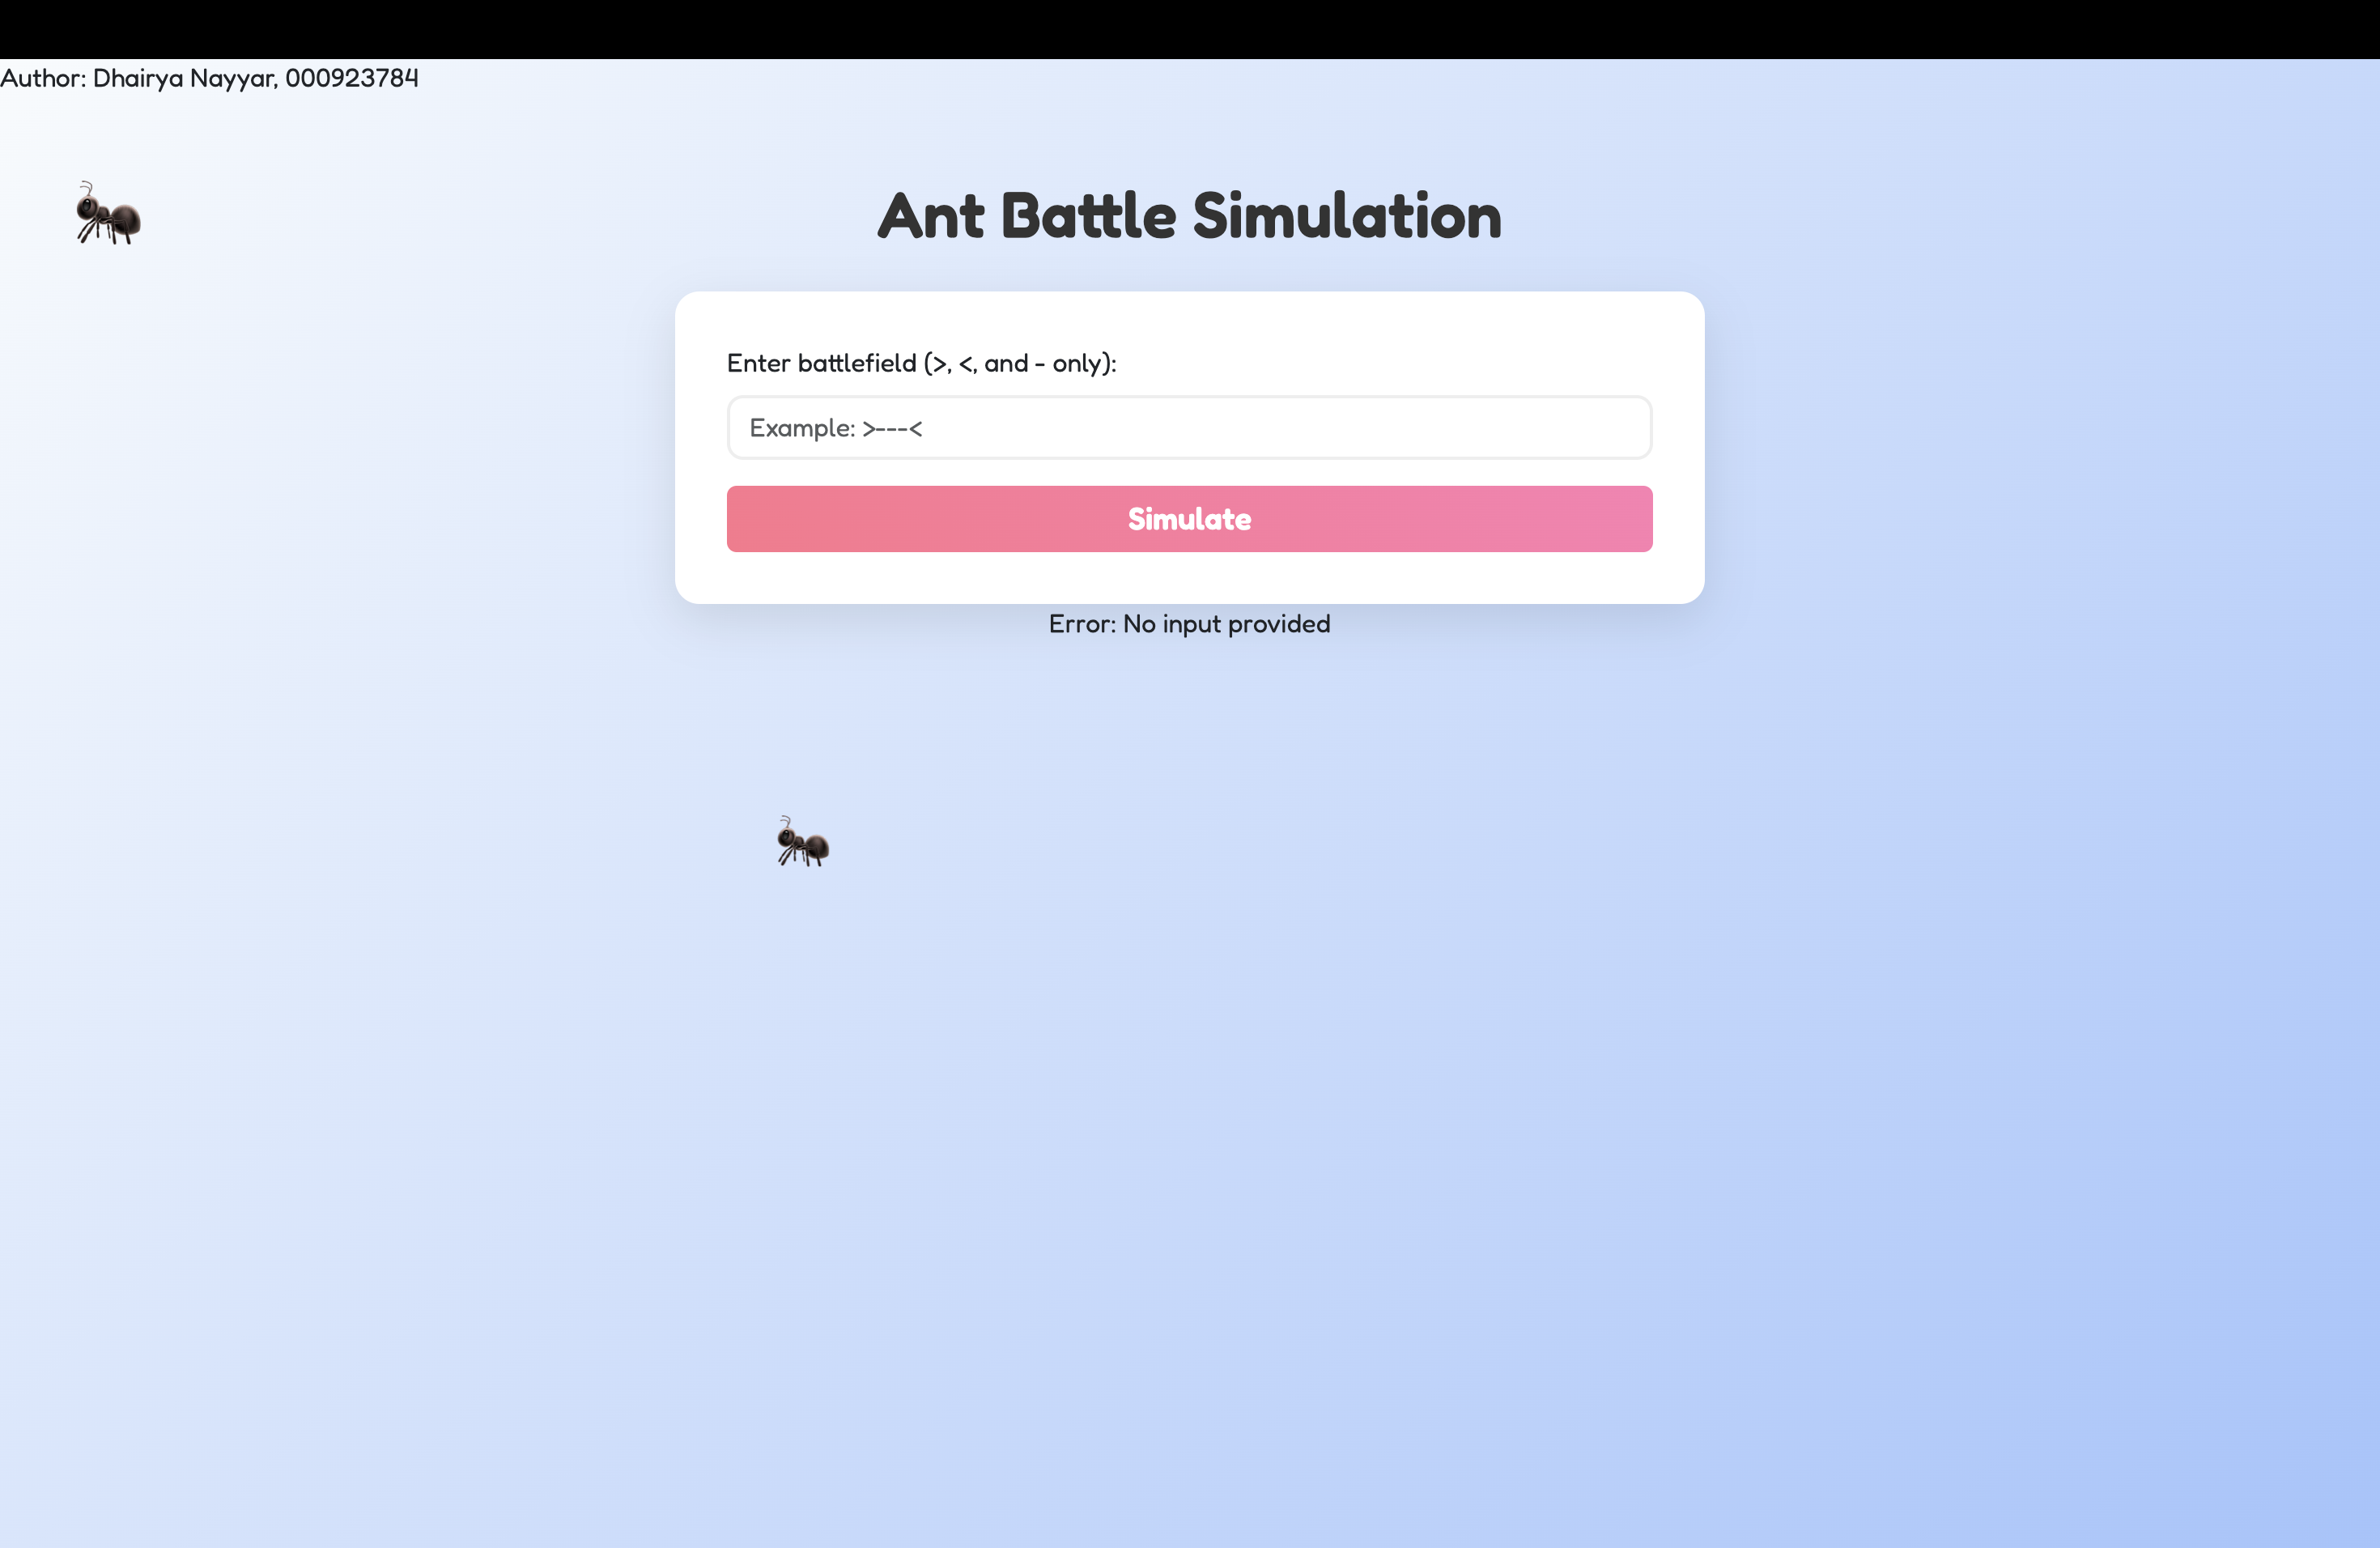 Author: Dhairya Nayyar, 000923784
Ant Battle Simulation
Enter battlefield (>, <, and - only):
Example: >---<
Simulate
Error: No input provided